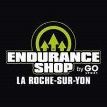 ENDURANCE
SHOP by GO
SPORT
LA ROCHE-SUR-YON